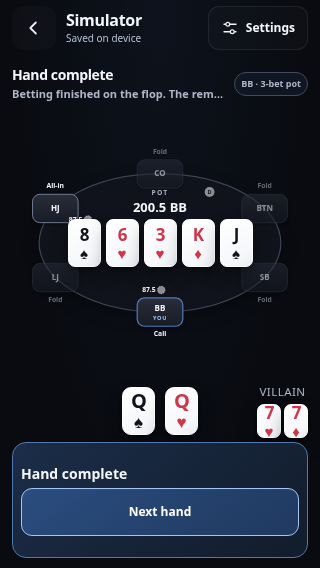 Simulator
Saved on device
Settings
Hand complete
Betting finished on the flop. The rem...
BB · 3-bet pot
Fold
CO
POT
D
200.5 BB
All-in
HJ
Fold
BTN
8
6
3
K
J
LJ
Fold
SB
Fold
87.5
BB
YOU
Call
Q
Q
VILLAIN
7
7
Hand complete
Next hand